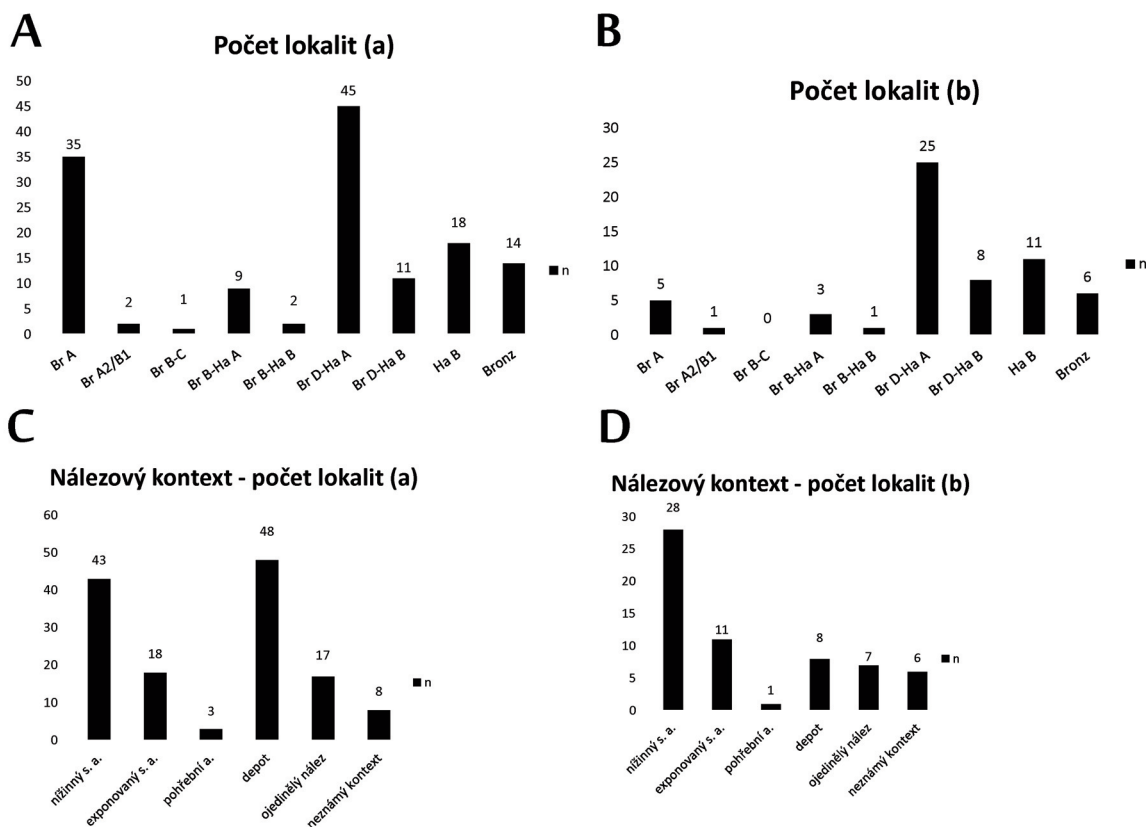 A
Počet lokalit (a)
50
45
40
35
30
25
20
15
10
5
0
35
2
1
9
2
45
11
18
14
n
Br A
Br A2/B1
Br B-C
Br B-Ha A
Br B-Ha B
Br D-Ha A
Br D-Ha B
Ha B
Bronz
B
Počet lokalit (b)
30
25
20
15
10
5
0
5
1
0
3
1
25
8
11
6
n
Br A
Br A2/B1
Br B-C
Br B-Ha A
Br B-Ha B
Br D-Ha A
Br D-Ha B
Ha B
Bronz
C
Nálezový kontext - počet lokalit (a)
60
50
40
30
20
10
0
43
18
3
48
17
8
n
nížinný s. a.
exponovaný s. a.
pohřební a.
depot
ojedinělý nález
neznámý kontext
D
Nálezový kontext - počet lokalit (b)
30
25
20
15
10
5
0
28
11
1
8
7
6
n
nížinný s. a.
exponovaný s. a.
pohřební a.
depot
ojedinělý nález
neznámý kontext